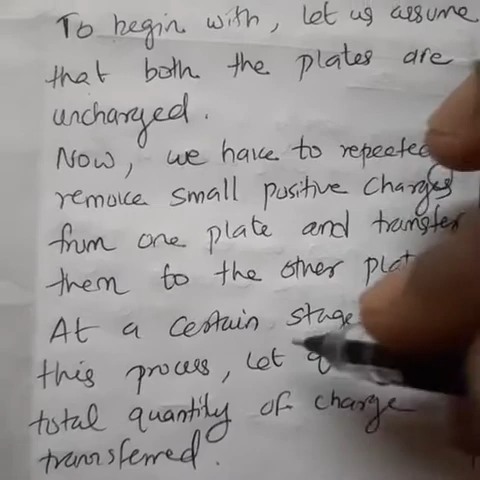 To begin with, let us assume
that both the plates are
uncharged.
Now, we have to
remove small positive charges
from one plate and transfer
them to the other
At a certain stage
this process, let q
total quantity of charge
transferred.